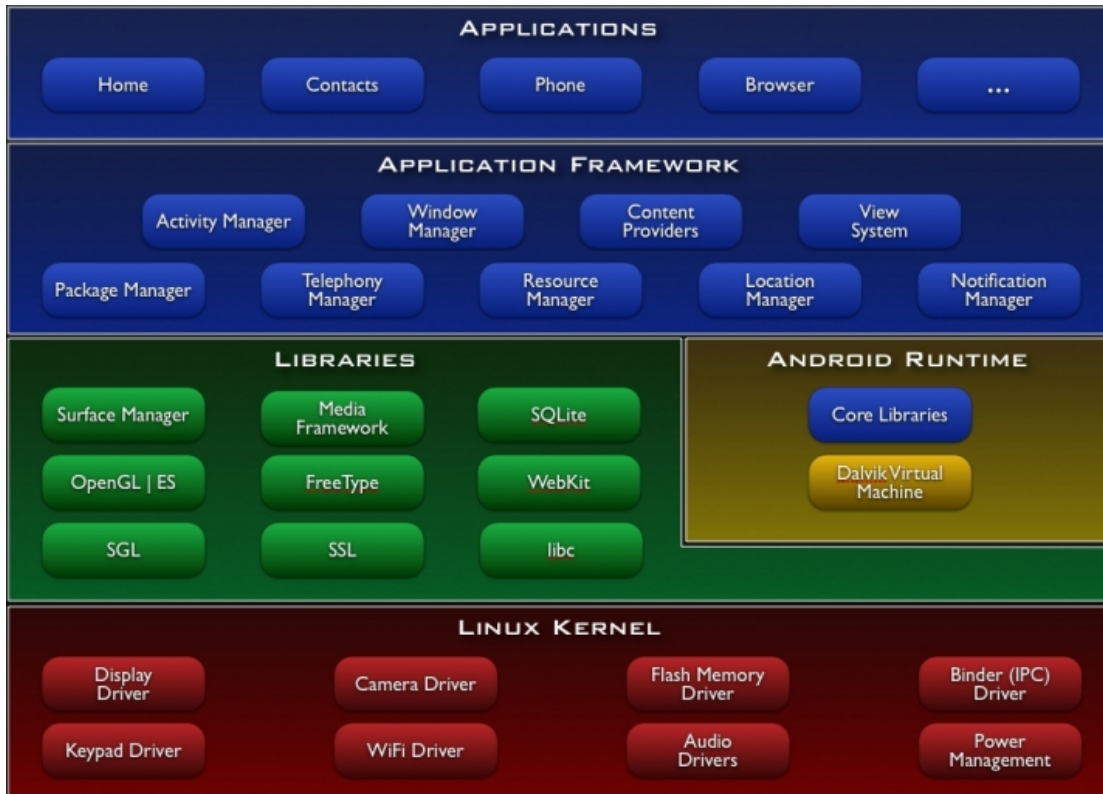 APPLICATIONS
Home
Contacts
Phone
Browser
...
APPLICATION FRAMEWORK
Activity Manager
Window
Manager
Content
Providers
View
System
Package Manager
Telephony
Manager
Resource
Manager
Location
Manager
Notification
Manager
LIBRARIES
Surface Manager
Media
Framework
SQLite
OpenGL | ES
FreeType
WebKit
SGL
SSL
libc
ANDROID RUNTIME
Core Libraries
Dalvik Virtual
Machine
LINUX KERNEL
Display
Driver
Camera Driver
Flash Memory
Driver
Binder (IPC)
Driver
Keypad Driver
WiFi Driver
Audio
Drivers
Power
Management